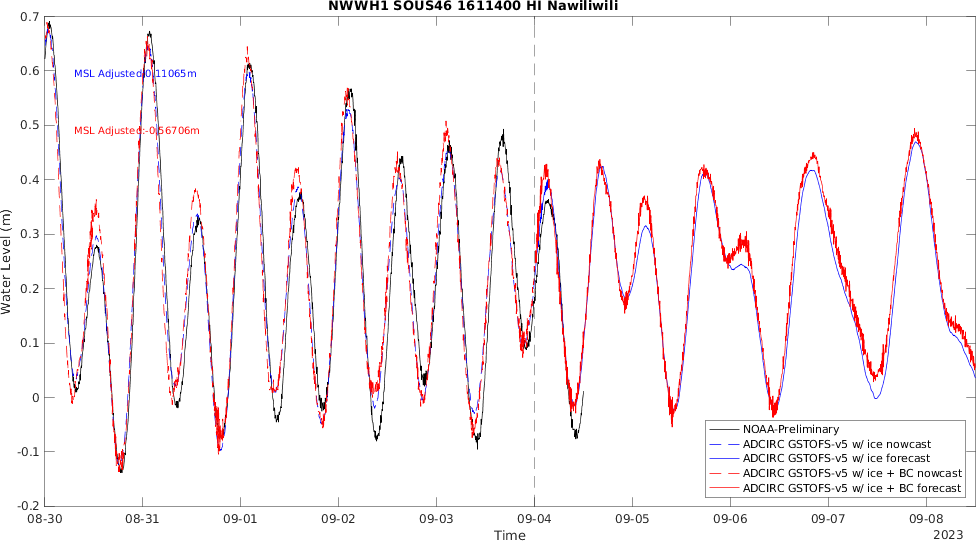 NWWH1 SOUS46 1611400 HI Nawiliwili
0.7
0.6
0.5
0.4
0.3
0.2
0.1
0
-0.1
-0.2
Water Level (m)
MSL Adjusted:0.11065m
MSL Adjusted:-0.56706m
NOAA-Preliminary
ADCIRC GSTOFS-v5 w/ ice nowcast
ADCIRC GSTOFS-v5 w/ ice forecast
ADCIRC GSTOFS-v5 w/ice + BC nowcast
ADCIRC GSTOFS-v5 w/ice + BC forecast
08-30 08-31 09-01 09-02 09-03 09-04 09-05 09-06 09-07 09-08
Time
2023